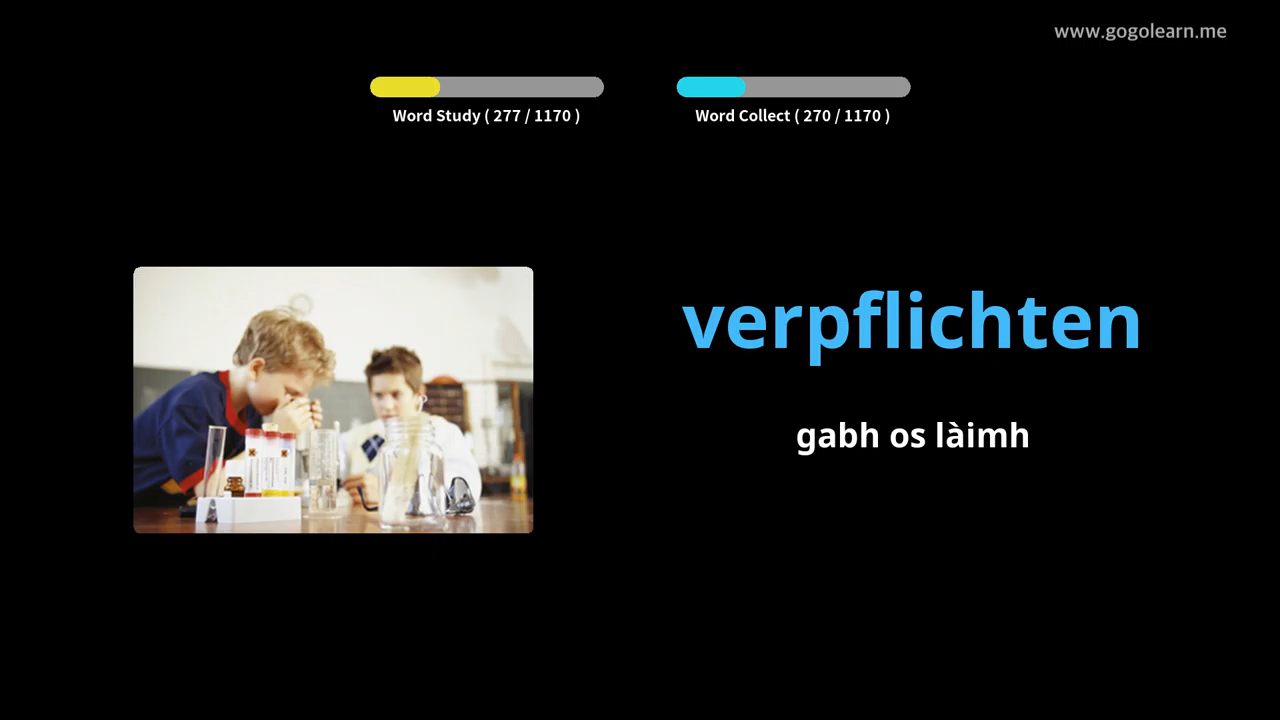 www.gogolearn.me
Word Study ( 277 / 1170 )
Word Collect ( 270 / 1170 )
verpflichten
gabh os làimh